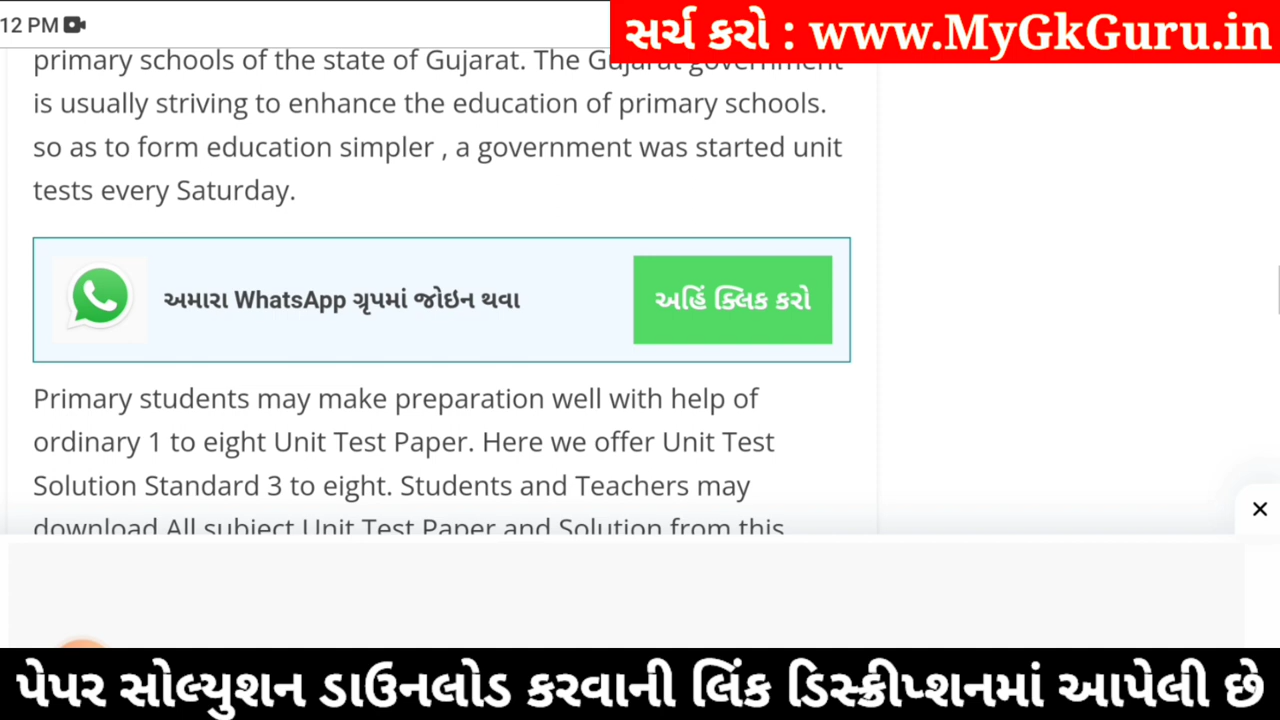 12 PM
સર્ચ કરો : www.MyGkGuru.in
primary schools of the state of Gujarat. The Gujarat government
is usually striving to enhance the education of primary schools.
so as to form education simpler , a government was started unit
tests every Saturday.
અમારા WhatsApp ગ્રૃપમાં જોઇન થવા
અહિં ક્લિક કરો
Primary students may make preparation well with help of
ordinary 1 to eight Unit Test Paper. Here we offer Unit Test
Solution Standard 3 to eight. Students and Teachers may
download All subject Unit Test Paper and Solution from this
પેપર સોલ્યુશન ડાઉનલોડ કરવાની લિંક ડિસ્ક્રીપ્શનમાં આપેલી છે